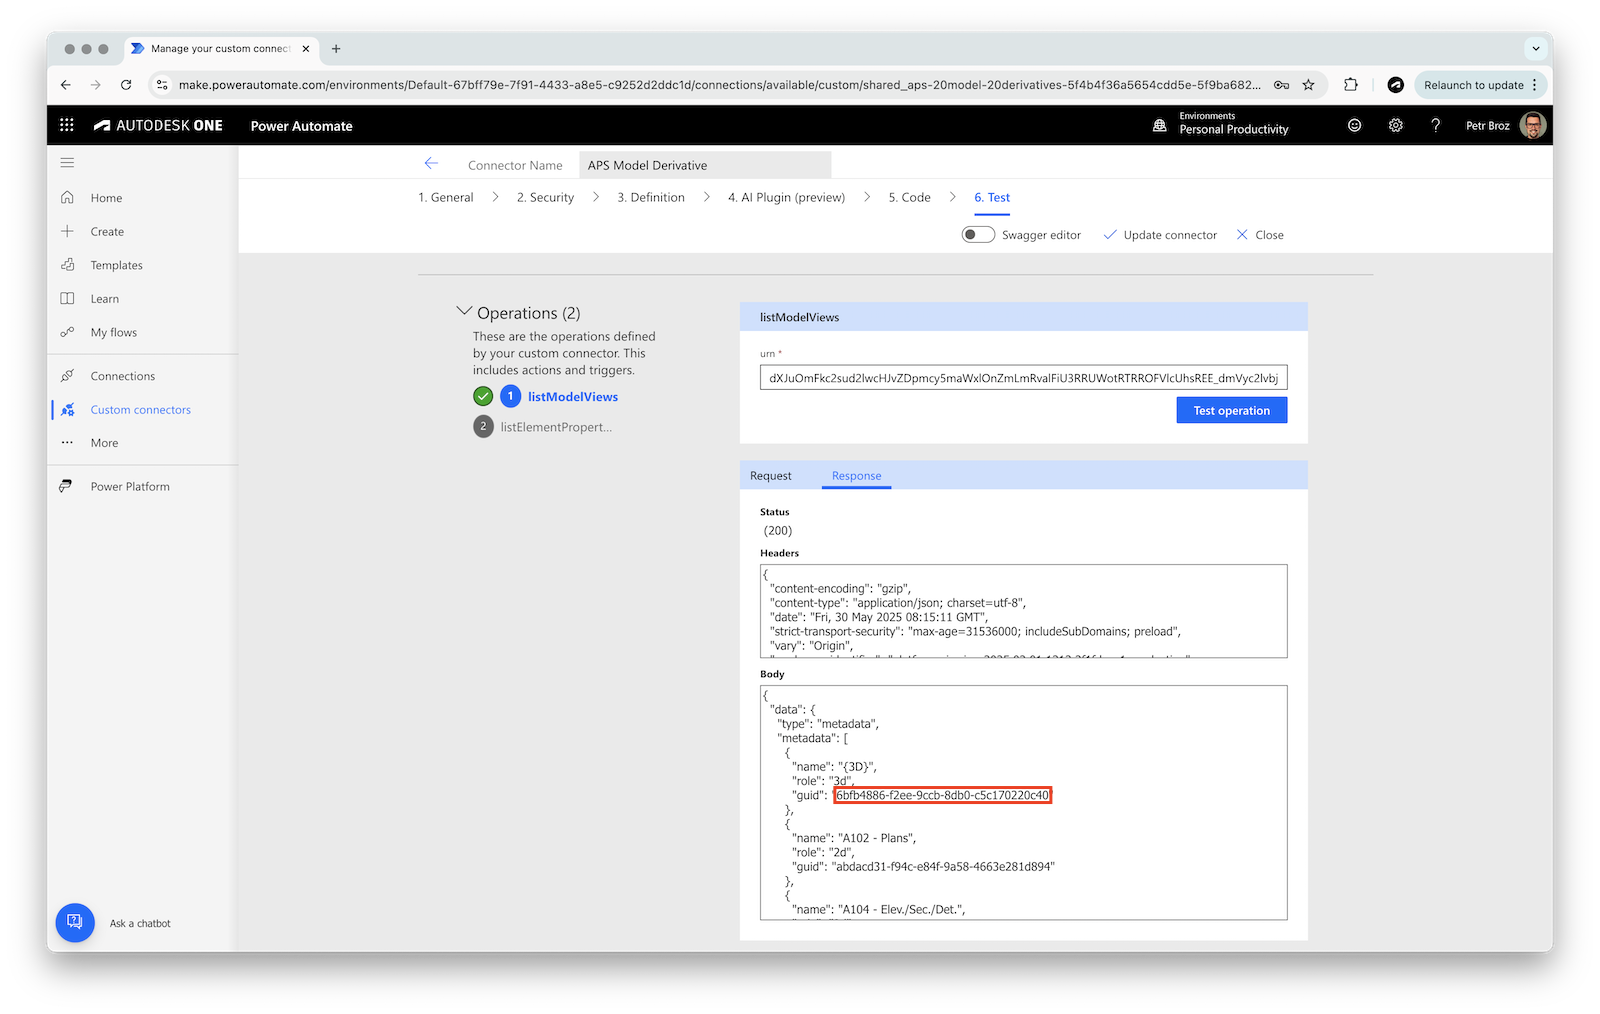 Manage your custom connect
make.powerautomate.com/environments/Default-67bff79e-7f91-4433-a8e5-c9252d2ddc1d/connections/available/custom/shared_aps-20model-20derivatives-5f4b4f36a5654cdd5e-5f9ba682...
Relaunch to update
AUTODESK ONE
Power Automate
Environments
Personal Productivity
?
Petr Broz
Home
Create
Templates
Learn
My flows
Connections
Custom connectors
More
Power Platform
Ask a chatbot
Connector Name
APS Model Derivative
1. General
2. Security
3. Definition
4. AI Plugin (preview)
5. Code
6. Test
Swagger editor
Update connector
Close
Operations (2)
These are the operations defined
by your custom connector. This
includes actions and triggers.
1 listModelViews
2 listElementPropert...
listModelViews
urn *
dXJuOmFkc2sud2lwcHJvZDpmcy5maWxlOnZmLmRvalFiU3RRUWotRTRROFVlcUhsREE_dmVyc2lvbj
Test operation
Request
Response
Status
(200)
Headers
{
"content-encoding": "gzip",
"content-type": "application/json; charset=utf-8",
"date": "Fri, 30 May 2025 08:15:11 GMT",
"strict-transport-security": "max-age=31536000; includeSubDomains; preload",
"vary": "Origin",
Body
{
"data": {
"type": "metadata",
"metadata": [
{
"name": "{3D}",
"role": "3d",
"guid": "6bfb4886-f2ee-9ccb-8db0-c5c170220c40"
},
{
"name": "A102 - Plans",
"role": "2d",
"guid": "abdacd31-f94c-e84f-9a58-4663e281d894"
},
{
"name": "A104 - Elev./Sec./Det.",